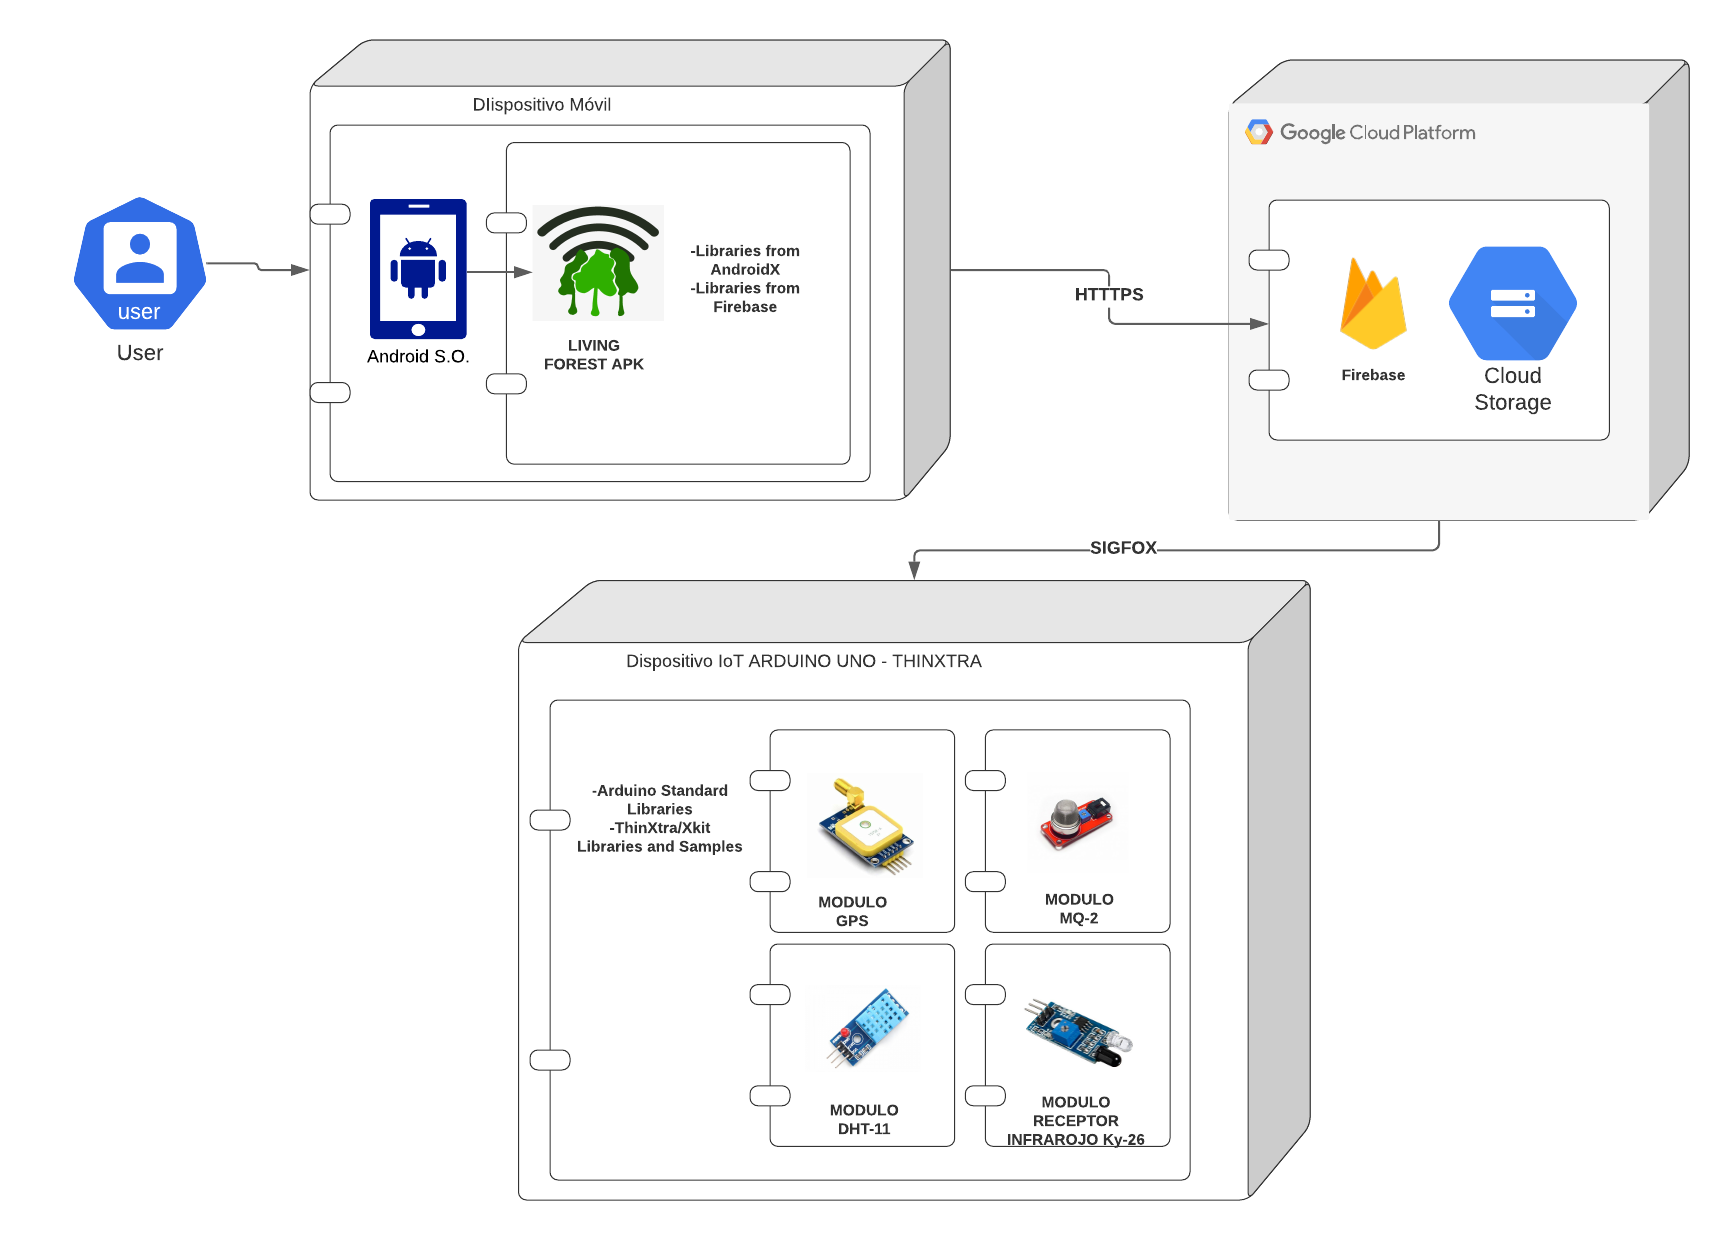 DIispositivo Móvil
Google Cloud Platform
user
User
Android S.O.
LIVING
FOREST APK
-Libraries from
AndroidX
-Libraries from
Firebase
HTTTPS
Firebase
Cloud
Storage
SIGFOX
Dispositivo IoT ARDUINO UNO - THINXTRA
-Arduino Standard
Libraries
-ThinXtra/Xkit
Libraries and Samples
MODULO
GPS
MODULO
MQ-2
MODULO
DHT-11
MODULO
RECEPTOR
INFRAROJO Ky-26